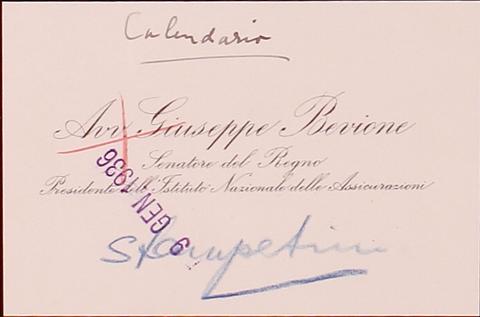 Calendario
Avv. Giuseppe Bevione
Senatore del Regno
Presidente dell'Istituto Nazionale delle Assicurazioni
9 GEN 1936